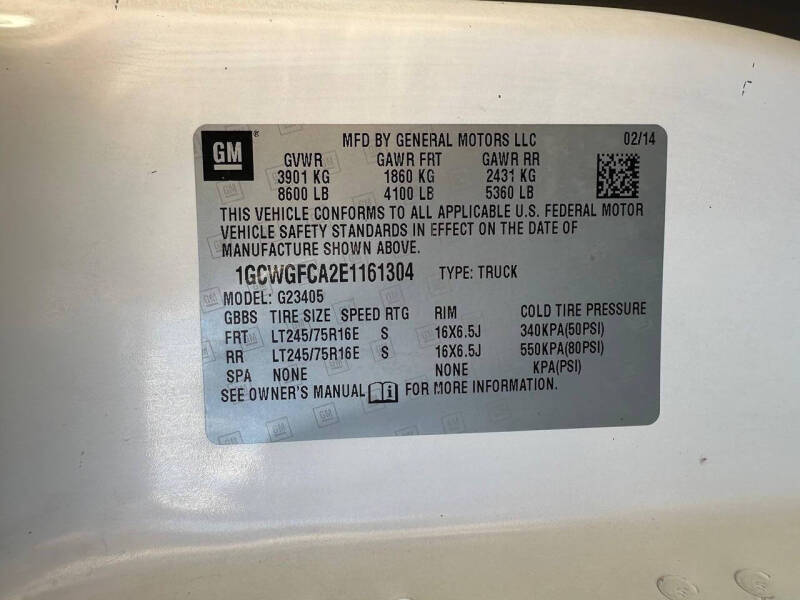 GM ® MFD BY GENERAL MOTORS LLC 02/14
GVWR GAWR FRT GAWR RR
3901 KG 1860 KG 2431 KG
8600 LB 4100 LB 5360 LB
THIS VEHICLE CONFORMS TO ALL APPLICABLE U.S. FEDERAL MOTOR
VEHICLE SAFETY STANDARDS IN EFFECT ON THE DATE OF
MANUFACTURE SHOWN ABOVE.
1GCWGFCA2E1161304 TYPE: TRUCK
MODEL: G23405
GBBS TIRE SIZE SPEED RTG RIM COLD TIRE PRESSURE
FRT LT245/75R16E S 16X6.5J 340KPA(50PSI)
RR LT245/75R16E S 16X6.5J 550KPA(80PSI)
SPA NONE NONE KPA(PSI)
SEE OWNER'S MANUAL i FOR MORE INFORMATION.